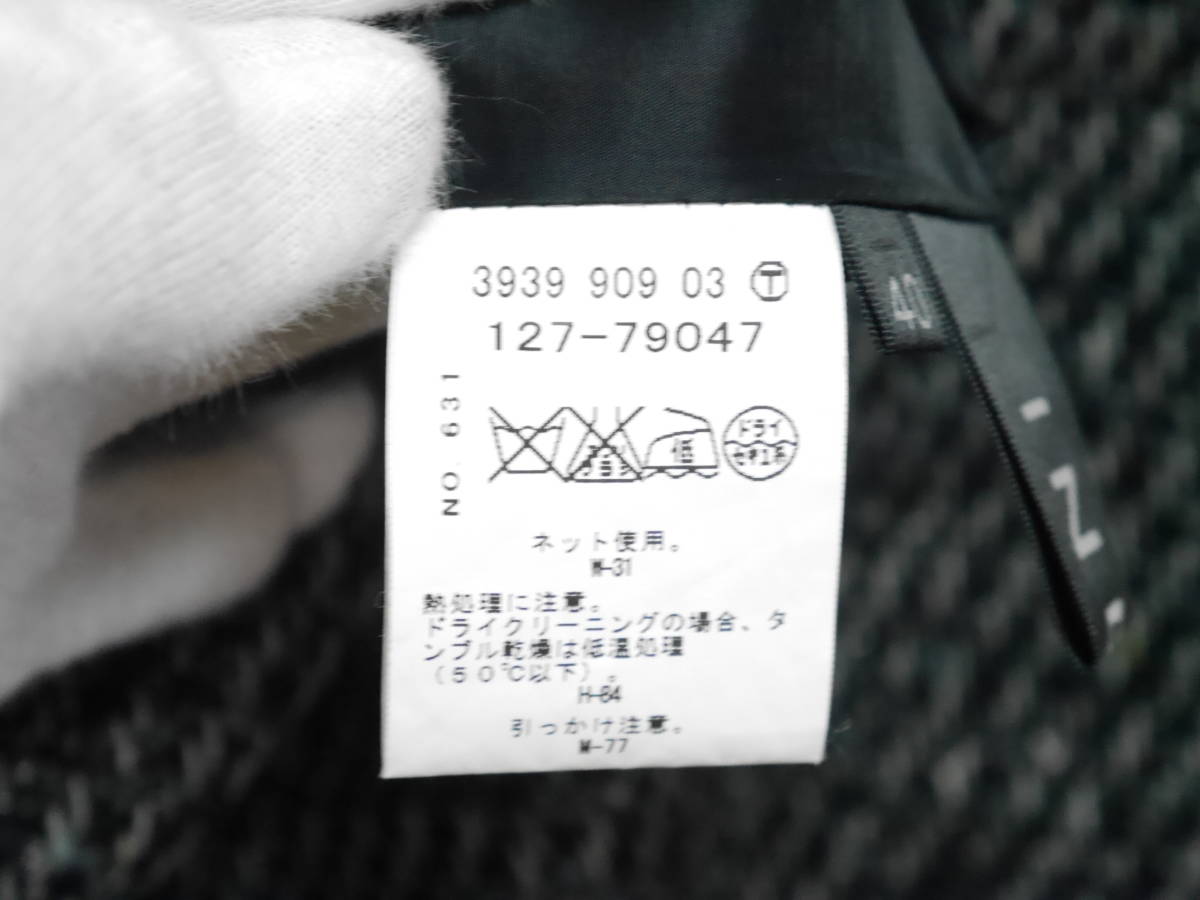 3939 909 03 Ⓣ
127-79047
NO. 631
低
ドライ
セキユ系
ネット使用。
W-31
熱処理に注意。
ドライクリーニングの場合、タ
ンブル乾燥は低温処理
(50℃以下)。
H-64
引っかけ注意。
M-77
40
Z